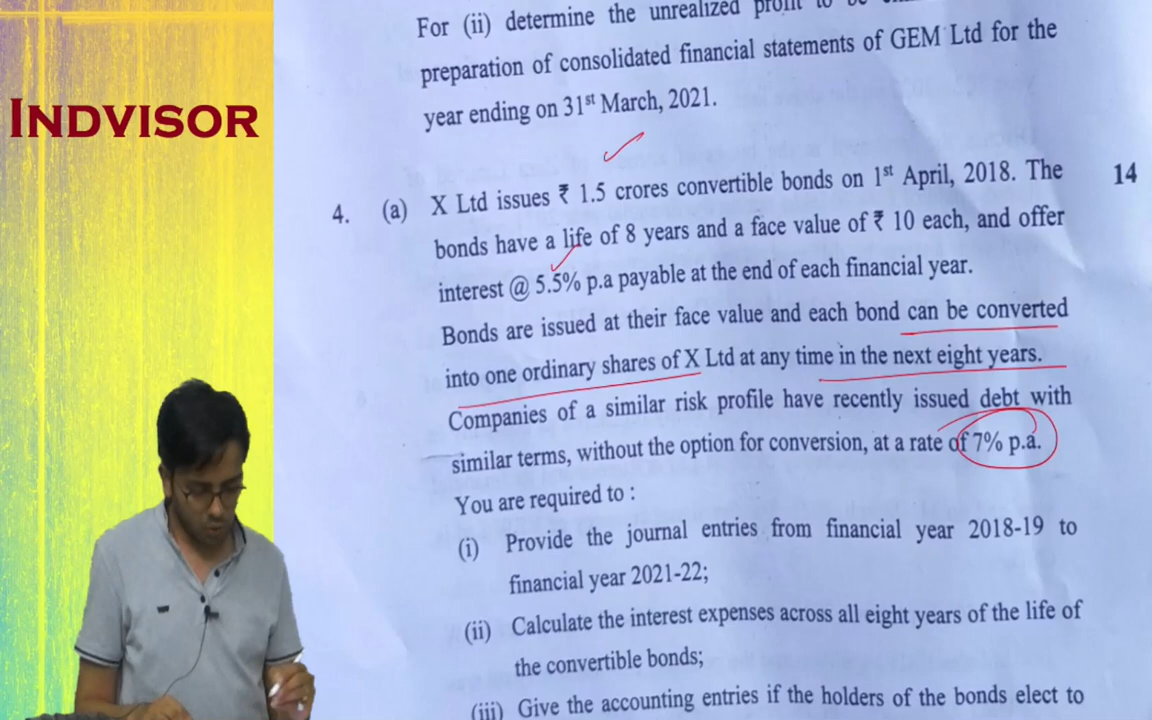 INDVISOR
For (ii) determine the unrealized profit to be
preparation of consolidated financial statements of GEM Ltd for the
year ending on 31st March, 2021.
4. (a) X Ltd issues ₹ 1.5 crores convertible bonds on 1st April, 2018. The 14
bonds have a life of 8 years and a face value of ₹ 10 each, and offer
interest @ 5.5% p.a payable at the end of each financial year.
Bonds are issued at their face value and each bond can be converted
into one ordinary shares of X Ltd at any time in the next eight years.
Companies of a similar risk profile have recently issued debt with
similar terms, without the option for conversion, at a rate of 7% p.a.
You are required to :
(i) Provide the journal entries from financial year 2018-19 to
financial year 2021-22;
(ii) Calculate the interest expenses across all eight years of the life of
the convertible bonds;
(iii) Give the accounting entries if the holders of the bonds elect to